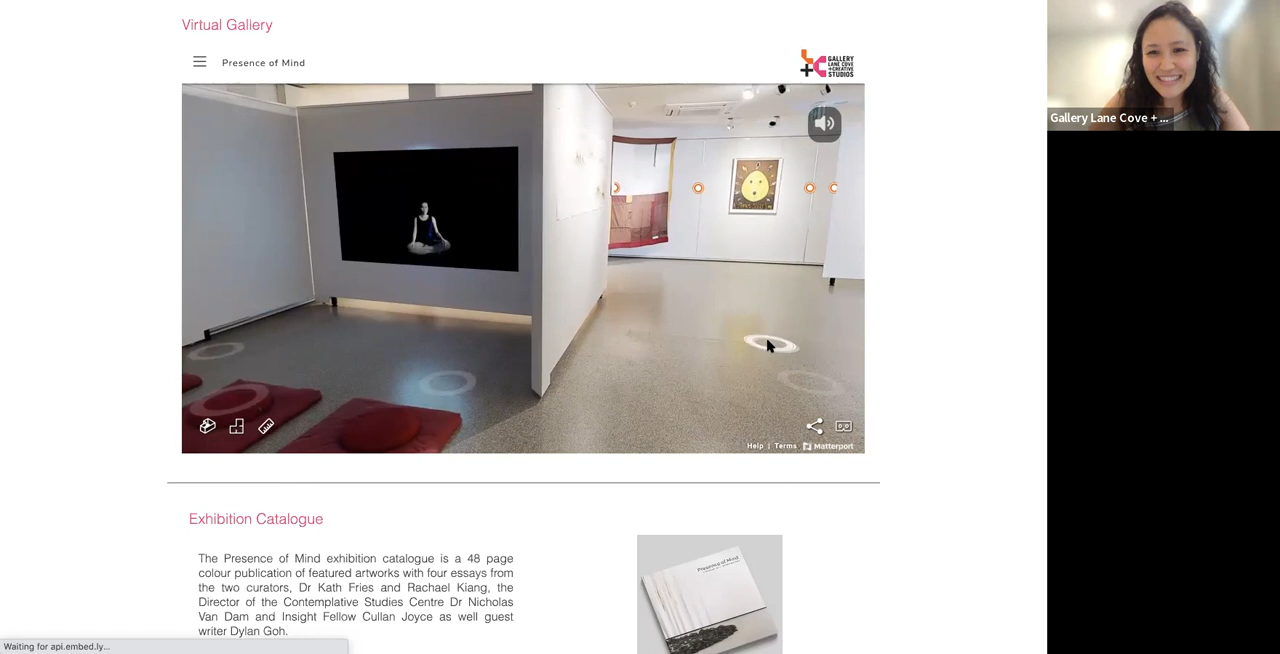 Virtual Gallery
Presence of Mind
GALLERY
LANE COVE
+CREATIVE
STUDIOS
Gallery Lane Cove + ...
Help | Terms Matterport
Exhibition Catalogue
The Presence of Mind exhibition catalogue is a 48 page
colour publication of featured artworks with four essays from
the two curators, Dr Kath Fries and Rachael Kiang, the
Director of the Contemplative Studies Centre Dr Nicholas
Van Dam and Insight Fellow Cullan Joyce as well guest
writer Dylan Goh.
Presence of Mind
Waiting for api.embed.ly...